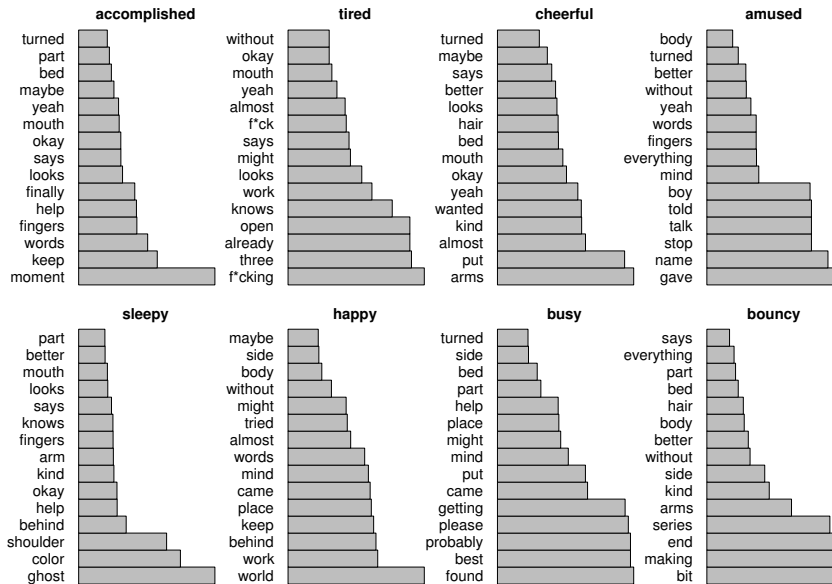 accomplished
turned
part
bed
maybe
yeah
mouth
okay
says
looks
finally
help
fingers
words
keep
moment
tired
without
okay
mouth
yeah
almost
f*ck
says
might
looks
work
knows
open
already
three
f*cking
cheerful
turned
maybe
says
better
looks
hair
bed
mouth
okay
yeah
wanted
kind
almost
put
arms
amused
body
turned
better
without
yeah
words
fingers
everything
mind
boy
told
talk
stop
name
gave
sleepy
part
better
mouth
looks
says
knows
fingers
arm
kind
okay
help
behind
shoulder
color
ghost
happy
maybe
side
body
without
might
tried
almost
words
mind
came
place
keep
behind
work
world
busy
turned
side
bed
part
help
place
might
mind
put
came
getting
please
probably
best
found
bouncy
says
everything
part
bed
hair
body
better
without
side
kind
arms
series
end
making
bit